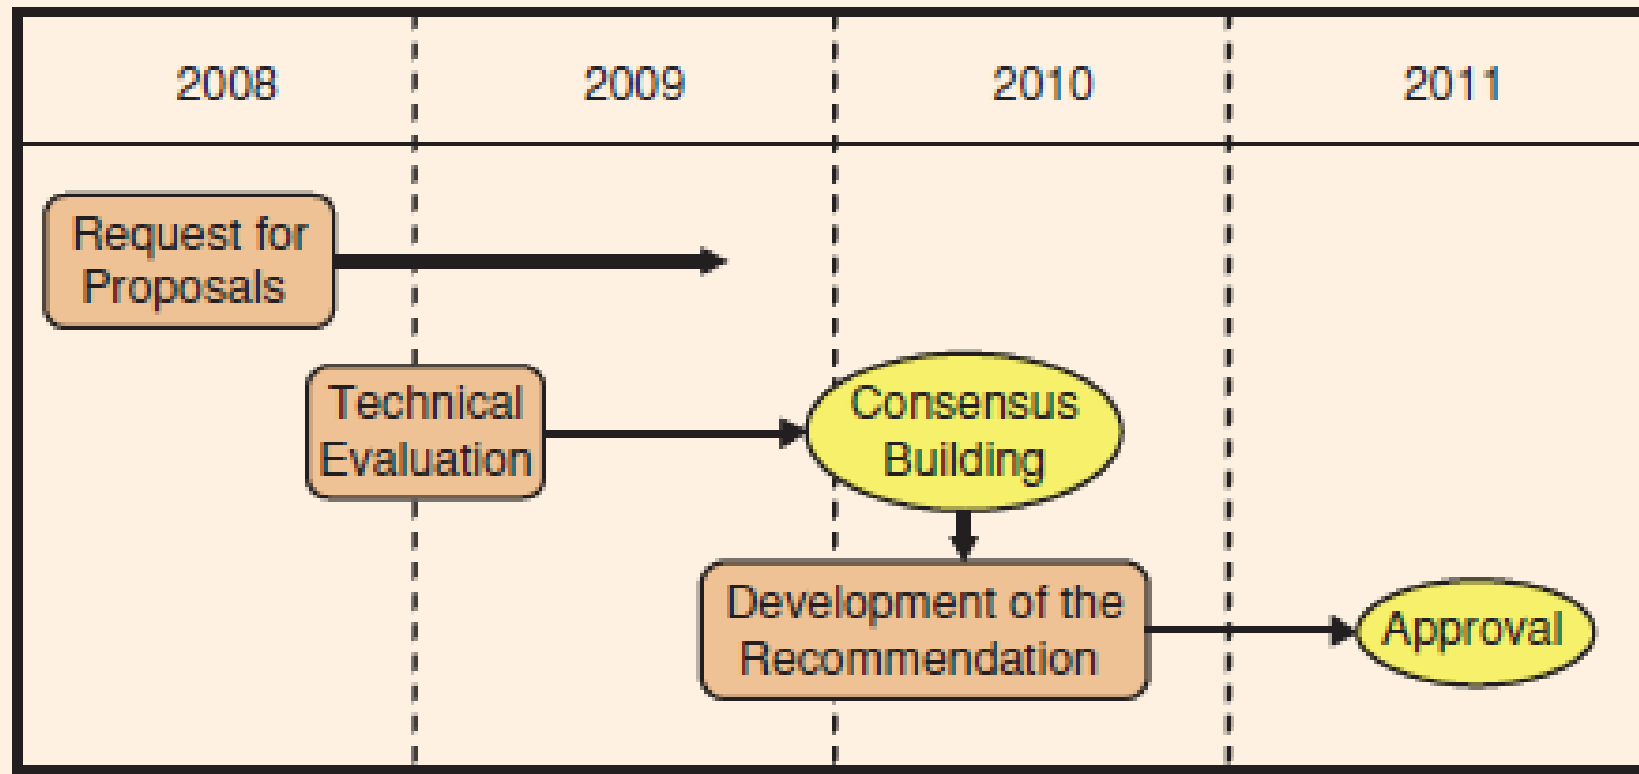 2008
2009
2010
2011
Request for
Proposals
Technical
Evaluation
Consensus
Building
Development of the
Recommendation
Approval